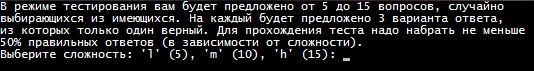 В режиме тестирования вам будет предложено от 5 до 15 вопросов, случайно
выбирающихся из имеющихся. На каждый будет предложено 3 варианта ответа,
из которых только один верный. Для прохождения теста надо набрать не меньше
50% правильных ответов (в зависимости от сложности).
Выберите сложность: 'l' (5), 'm' (10), 'h' (15): _